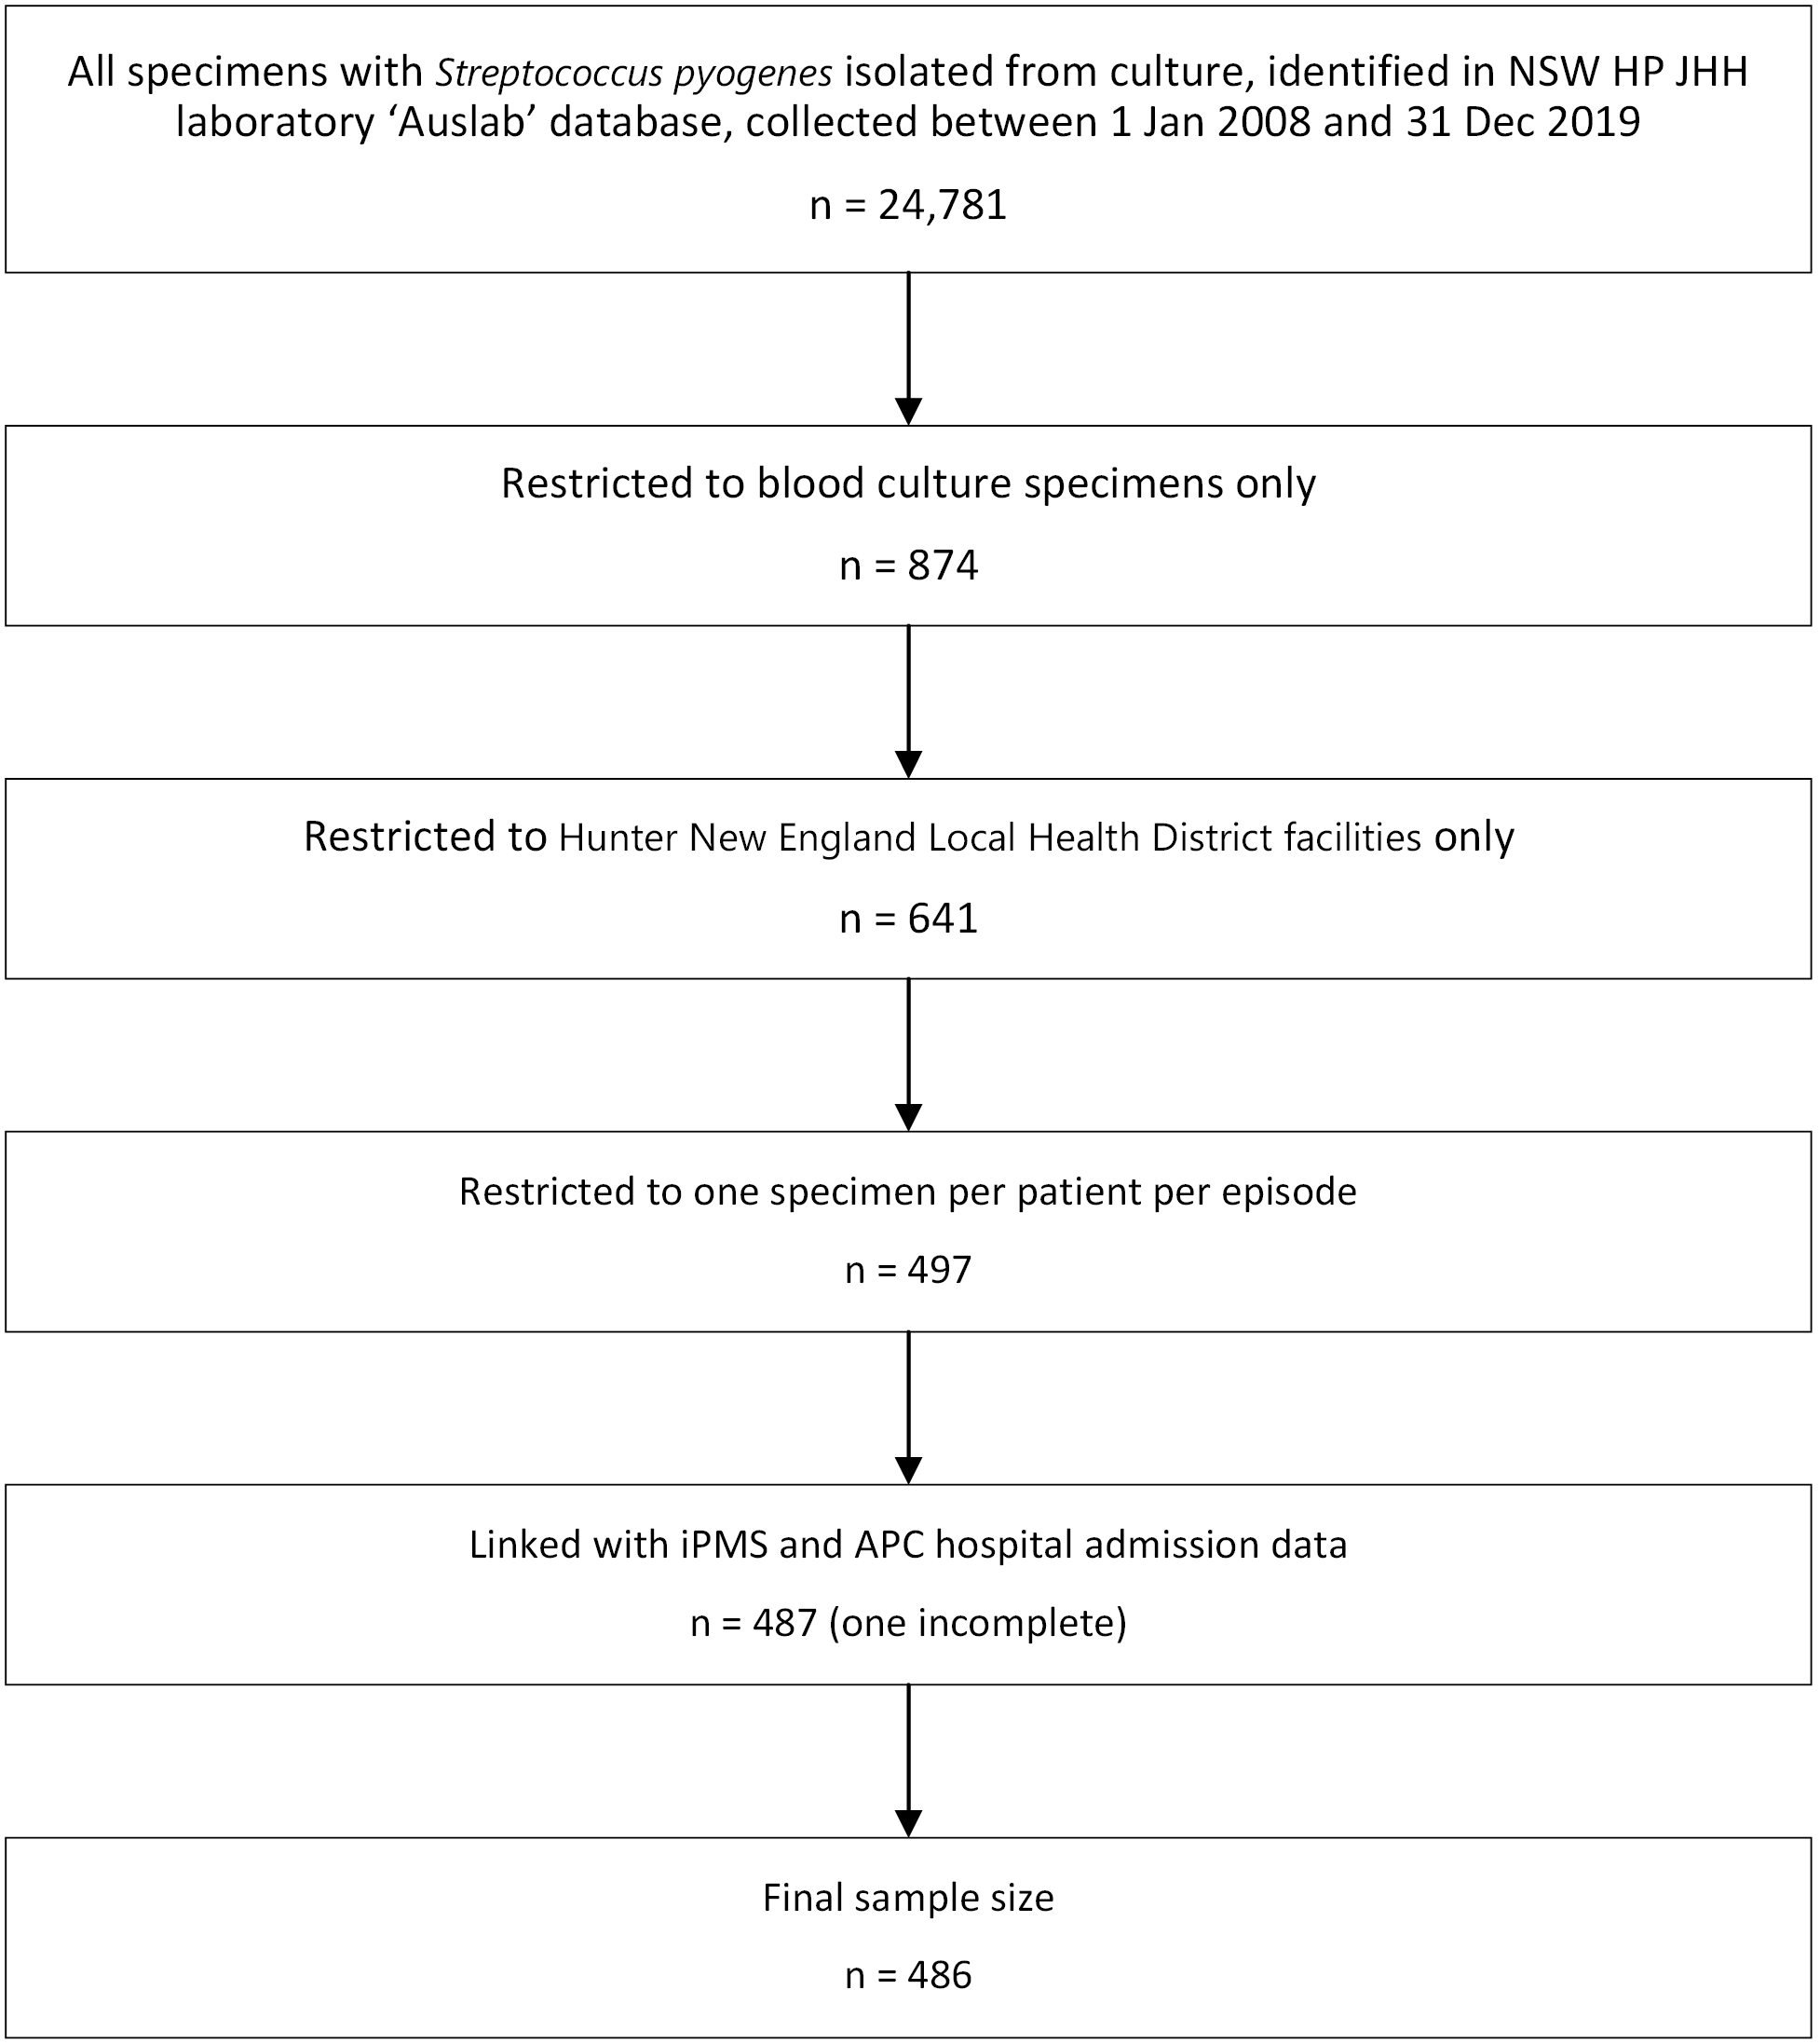 All specimens with Streptococcus pyogenes isolated from culture, identified in NSW HP JHH
laboratory ‘Auslab’ database, collected between 1 Jan 2008 and 31 Dec 2019
n = 24,781
Restricted to blood culture specimens only
n = 874
Restricted to Hunter New England Local Health District facilities only
n = 641
Restricted to one specimen per patient per episode
n = 497
Linked with iPMS and APC hospital admission data
n = 487 (one incomplete)
Final sample size
n = 486